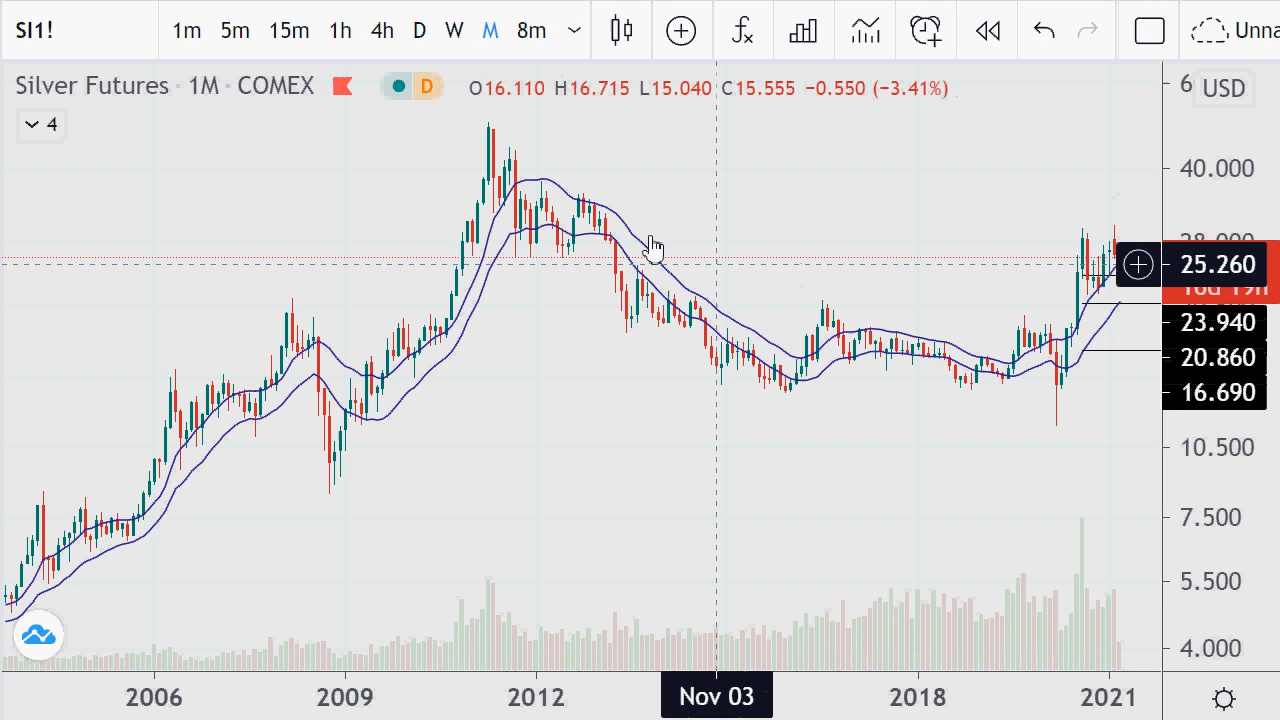 SI1! 1m 5m 15m 1h 4h D W M 8m fx Unna
Silver Futures · 1M · COMEX D O16.110 H16.715 L15.040 C15.555 −0.550 (−3.41%)
USD
4
40.000
25.260
23.940
20.860
16.690
10.500
7.500
5.500
4.000
2006 2009 2012 Nov 03 2018 2021